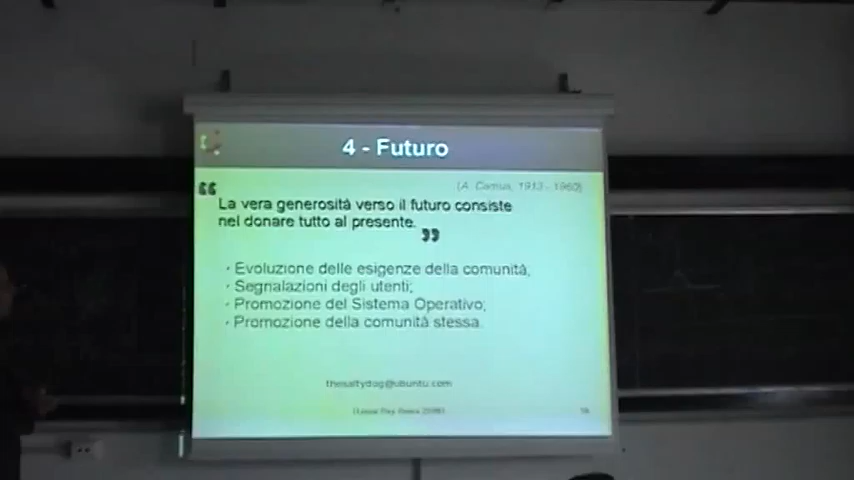 4 - Futuro
(A. Camus, 1913 - 1960)
“
La vera generosità verso il futuro consiste
nel donare tutto al presente.
”
· Evoluzione delle esigenze della comunità;
· Segnalazioni degli utenti;
· Promozione del Sistema Operativo;
· Promozione della comunità stessa.
thesaltydog@ubuntu.com